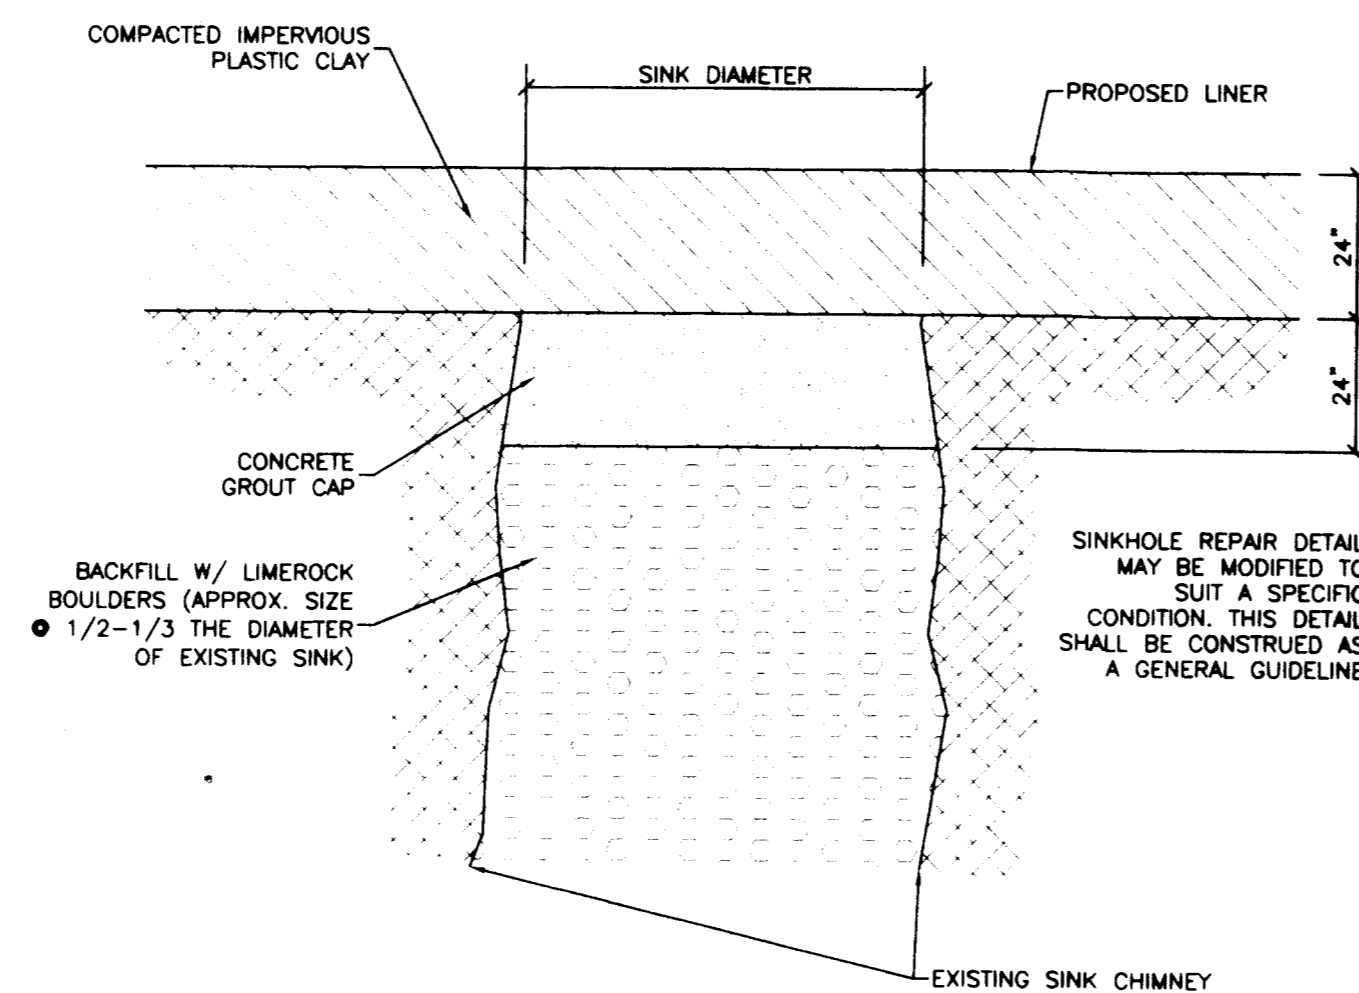 COMPACTED IMPERVIOUS
PLASTIC CLAY
SINK DIAMETER
PROPOSED LINER
24"
24"
CONCRETE
GROUT CAP
BACKFILL W/ LIMEROCK
BOULDERS (APPROX. SIZE
1/2-1/3 THE DIAMETER
OF EXISTING SINK)
SINKHOLE REPAIR DETAIL
MAY BE MODIFIED TO
SUIT A SPECIFIC
CONDITION. THIS DETAIL
SHALL BE CONSTRUED AS
A GENERAL GUIDELINE
EXISTING SINK CHIMNEY